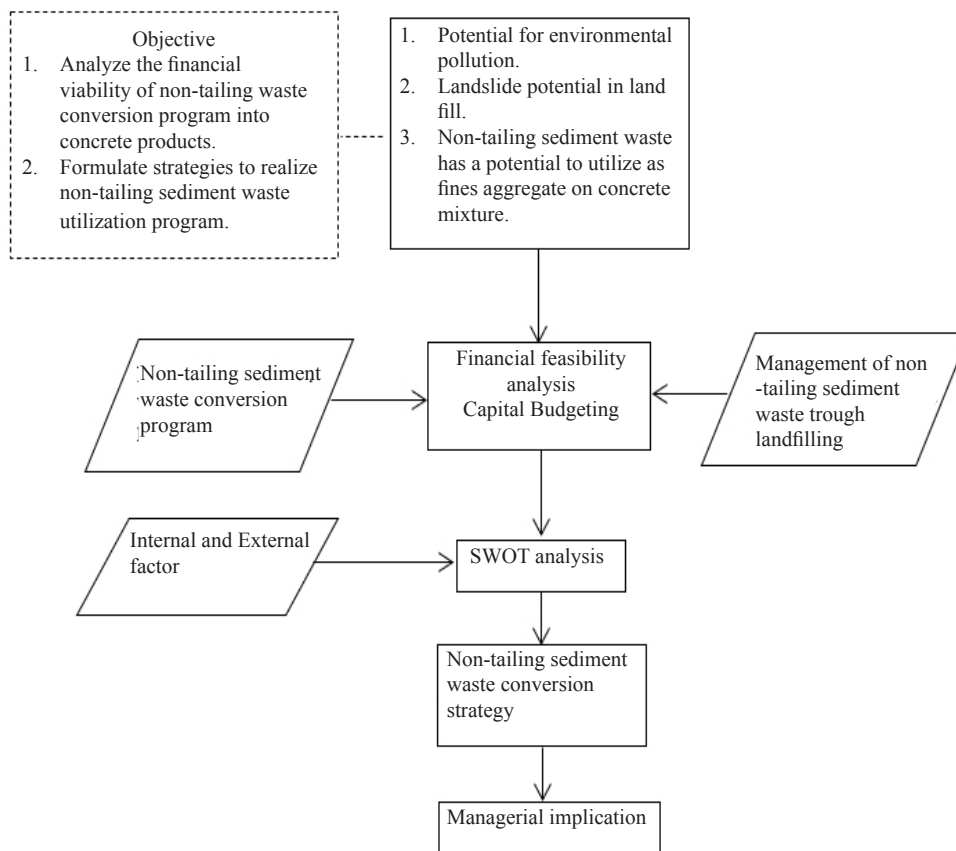 Objective
1. Analyze the financial
viability of non-tailing waste
conversion program into
concrete products.
2. Formulate strategies to realize
non-tailing sediment waste
utilization program.
1. Potential for environmental
pollution.
2. Landslide potential in land
fill.
3. Non-tailing sediment waste
has a potential to utilize as
fines aggregate on concrete
mixture.
Financial feasibility
analysis
Capital Budgeting
Non-tailing sediment
waste conversion
program
Management of non
-tailing sediment
waste trough
landfilling
Internal and External
factor
SWOT analysis
Non-tailing sediment
waste conversion
strategy
Managerial implication